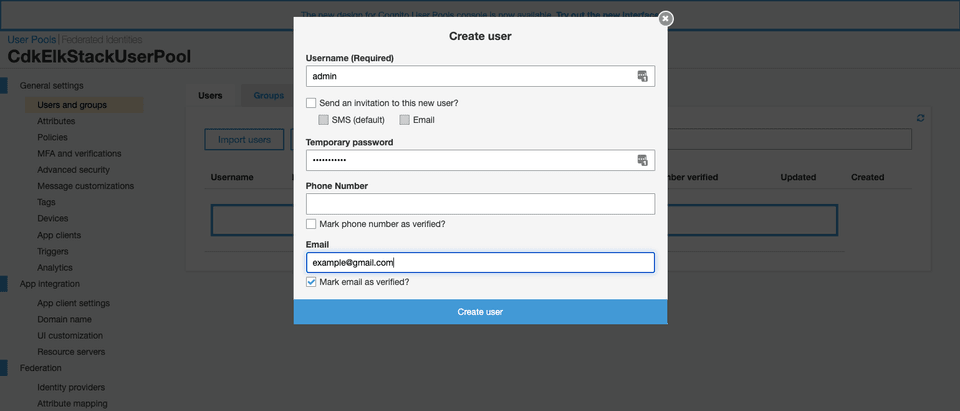 The new design for Cognito User Pools console is now available. Try out the new interface
User Pools | Federated Identities
CdkElkStackUserPool
General settings
Users and groups
Attributes
Policies
MFA and verifications
Advanced security
Message customizations
Tags
Devices
App clients
Triggers
Analytics
App integration
App client settings
Domain name
UI customization
Resource servers
Federation
Identity providers
Attribute mapping
Users
Groups
Import users
Username
verified
Updated
Created
Create user
Username (Required)
admin
Send an invitation to this new user?
SMS (default)
Email
Temporary password
•••••••••••
Phone Number
Mark phone number as verified?
Email
example@gmail.com
Mark email as verified?
Create user